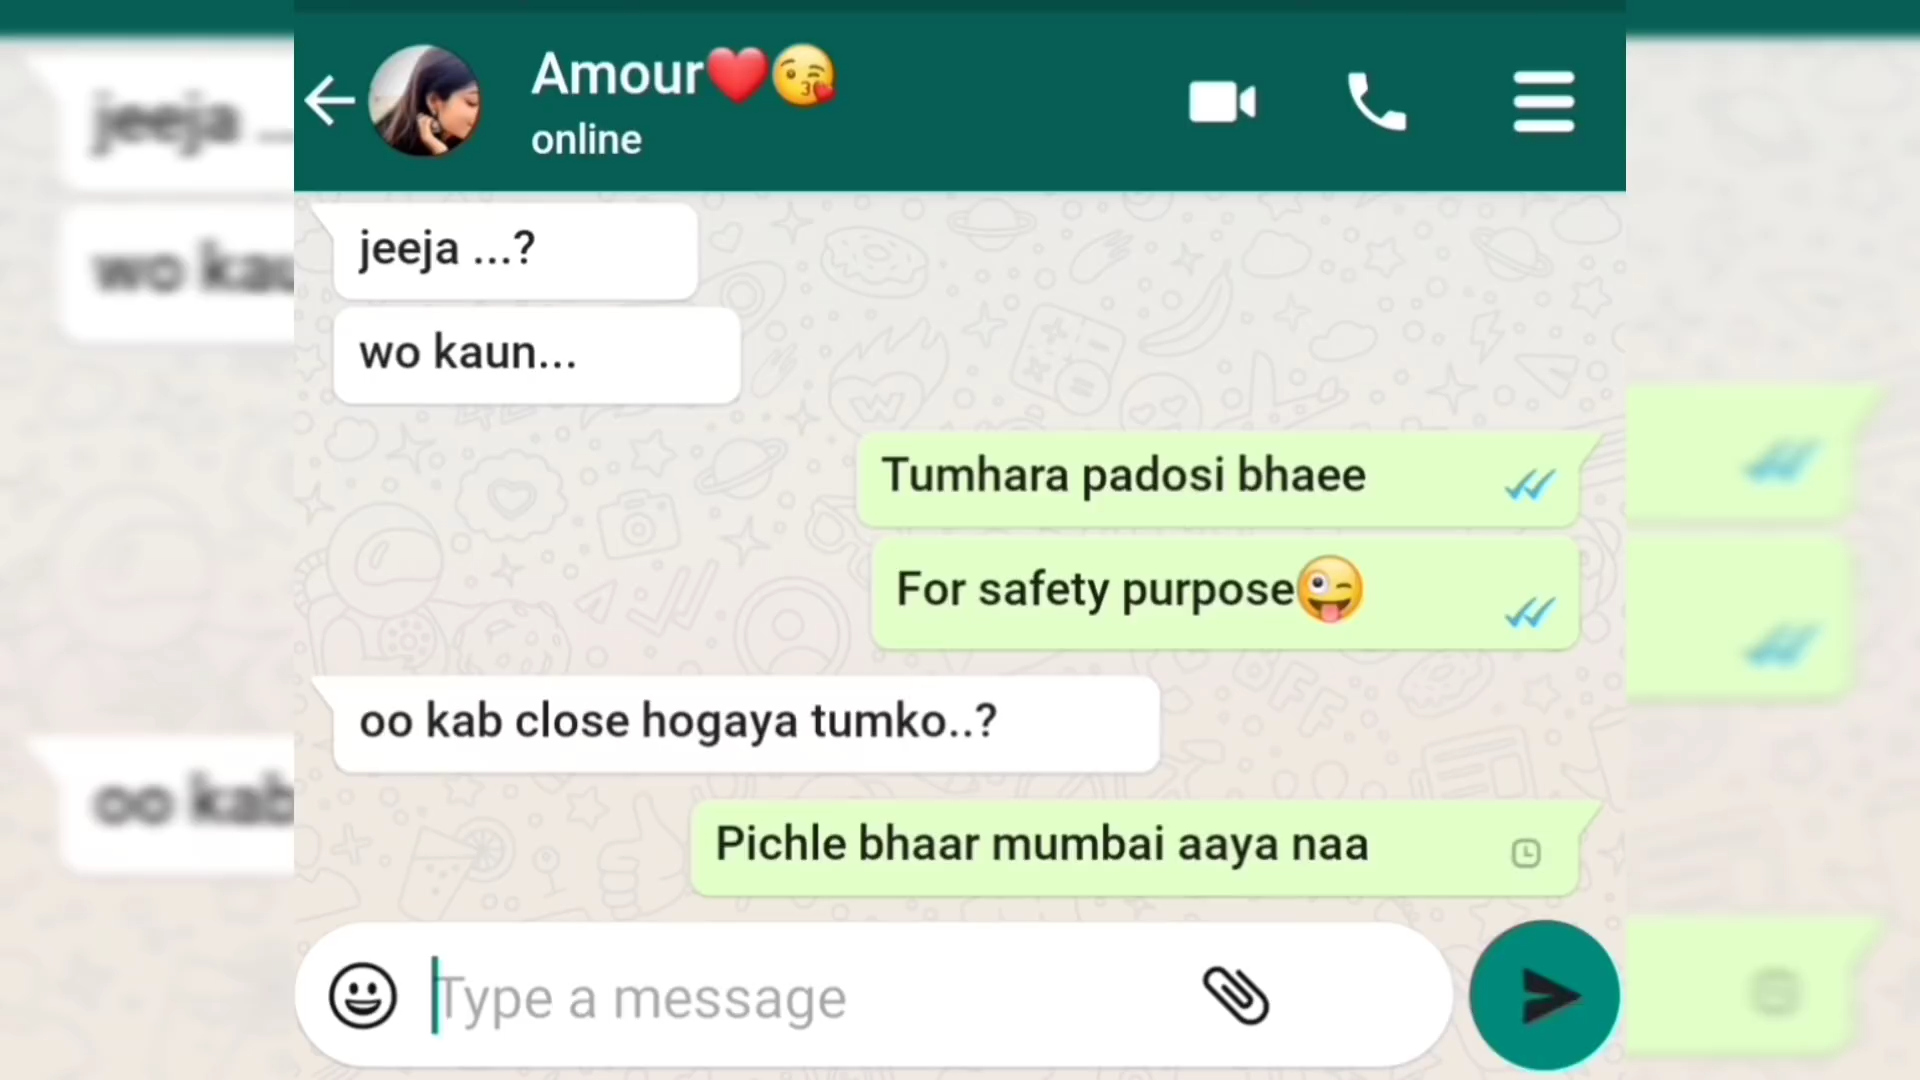 Amour❤️😘
online
jeeja ...?
wo kaun...
Tumhara padosi bhaee
For safety purpose😜
oo kab close hogaya tumko..?
Pichle bhaar mumbai aaya naa
Type a message